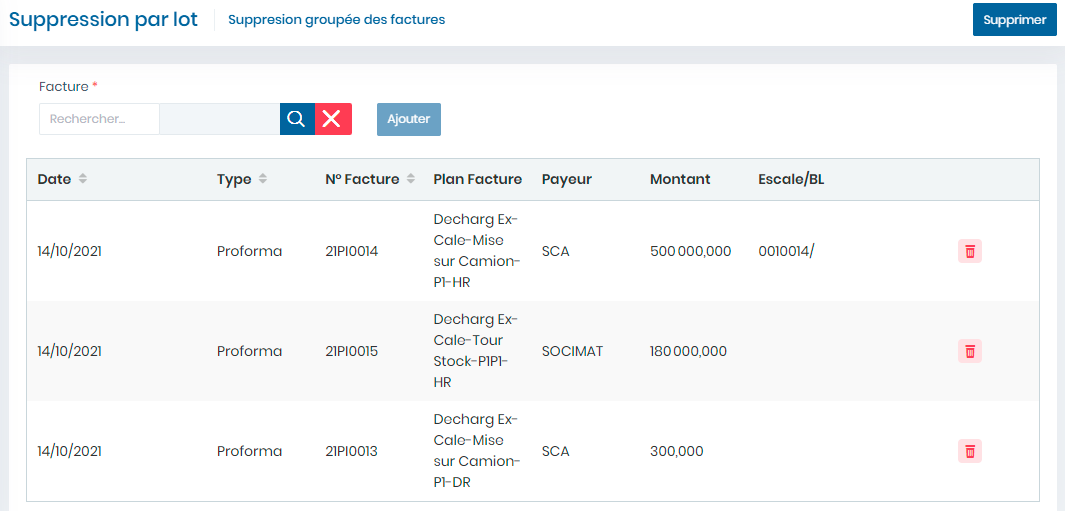 Suppression par lot
Suppresion groupée des factures
Supprimer
Facture *
Rechercher...
Ajouter
Date Type N° Facture Plan Facture Payeur Montant Escale/BL
Decharg Ex-
Cale-Mise
14/10/2021 Proforma 21PI0014 sur Camion- SCA 500 000,000 0010014/
P1-HR
Decharg Ex-
Cale-Tour
14/10/2021 Proforma 21PI0015 Stock-P1P1- SOCIMAT 180 000,000
HR
Decharg Ex-
Cale-Mise
14/10/2021 Proforma 21PI0013 sur Camion- SCA 300,000
P1-DR